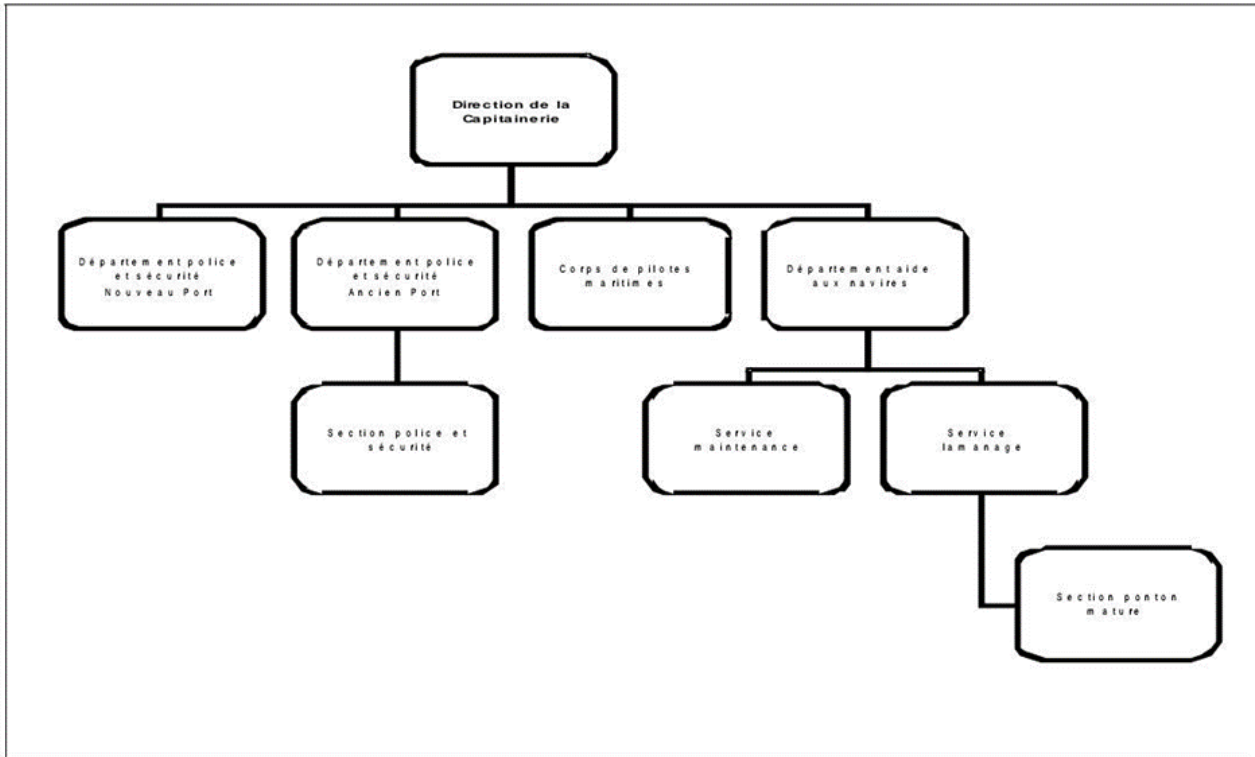 Direction de la
Capitainerie
Département police
et sécurité
Nouveau Port
Département police
et sécurité
Ancien Port
Corps de pilotes
maritimes
Département aide
aux navires
Section police et
sécurité
Service
maintenance
Service
lamanage
Section ponton
mature